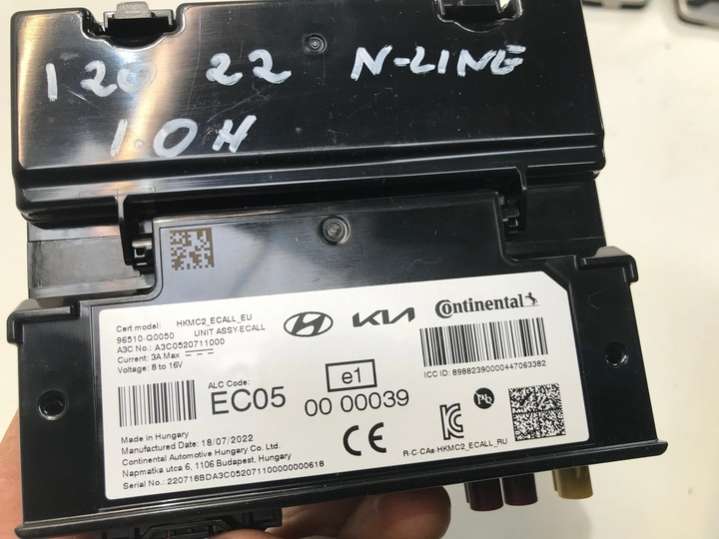 I20 22 N-LINE
1.0H
Cert model: HKMC2_ECALL_EU
96510-Q0050 UNIT ASSY-ECALL
A3C No.: A3C0520711000
Current: 3A Max
Voltage: 8 to 16V
HYUNDAI
KIA
Continental
ICC ID: 89882390000447063382
ALC Code:
EC05
e1
00 00039
Made in Hungary
Manufactured Date: 18/07/2022
Continental Automotive Hungary Co. Ltd.
Napmatka utca 6, 1106 Budapest, Hungary
Serial No.: 220718BDA3C05207110000000618
CE
Pb
R-C-CAs-HKMC2_ECALL_RU